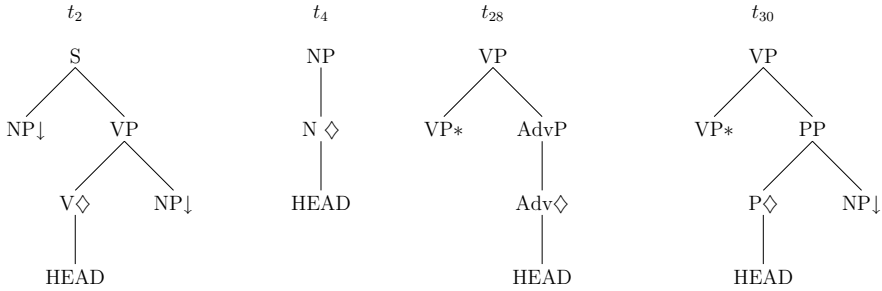 t₂ t₄ t₂₈ t₃₀
S NP VP VP
NP↓ VP N ◇ VP∗ AdvP VP∗ PP
V◇ NP↓ HEAD Adv◇ P◇ NP↓
HEAD HEAD HEAD